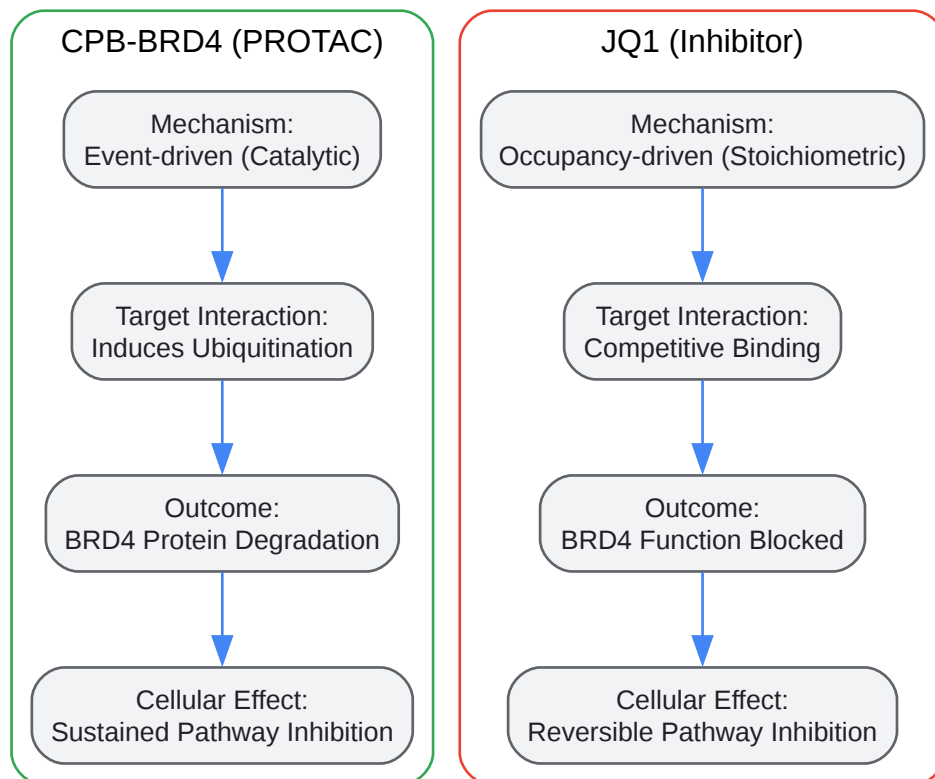 CPB-BRD4 (PROTAC)
Mechanism:
Event-driven (Catalytic)
Target Interaction:
Induces Ubiquitination
Outcome:
BRD4 Protein Degradation
Cellular Effect:
Sustained Pathway Inhibition
JQ1 (Inhibitor)
Mechanism:
Occupancy-driven (Stoichiometric)
Target Interaction:
Competitive Binding
Outcome:
BRD4 Function Blocked
Cellular Effect:
Reversible Pathway Inhibition